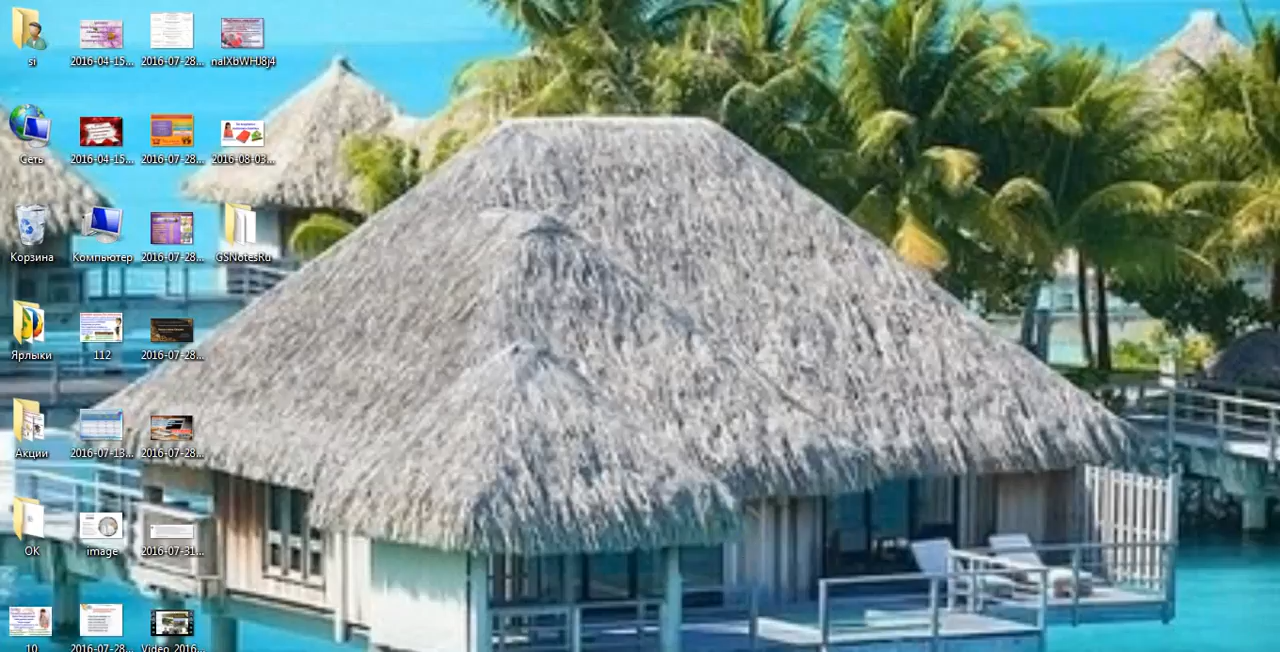 si
2016-04-15...
2016-07-28...
nalXbWHJ8j4
Сеть
2016-04-15...
2016-07-28...
2016-08-03...
Корзина
Компьютер
2016-07-28...
GSNotesRu
Ярлыки
112
2016-07-28...
Акции
2016-07-13...
2016-07-28...
OK
image
2016-07-31...
10
2016-07-28...
Video_2016...